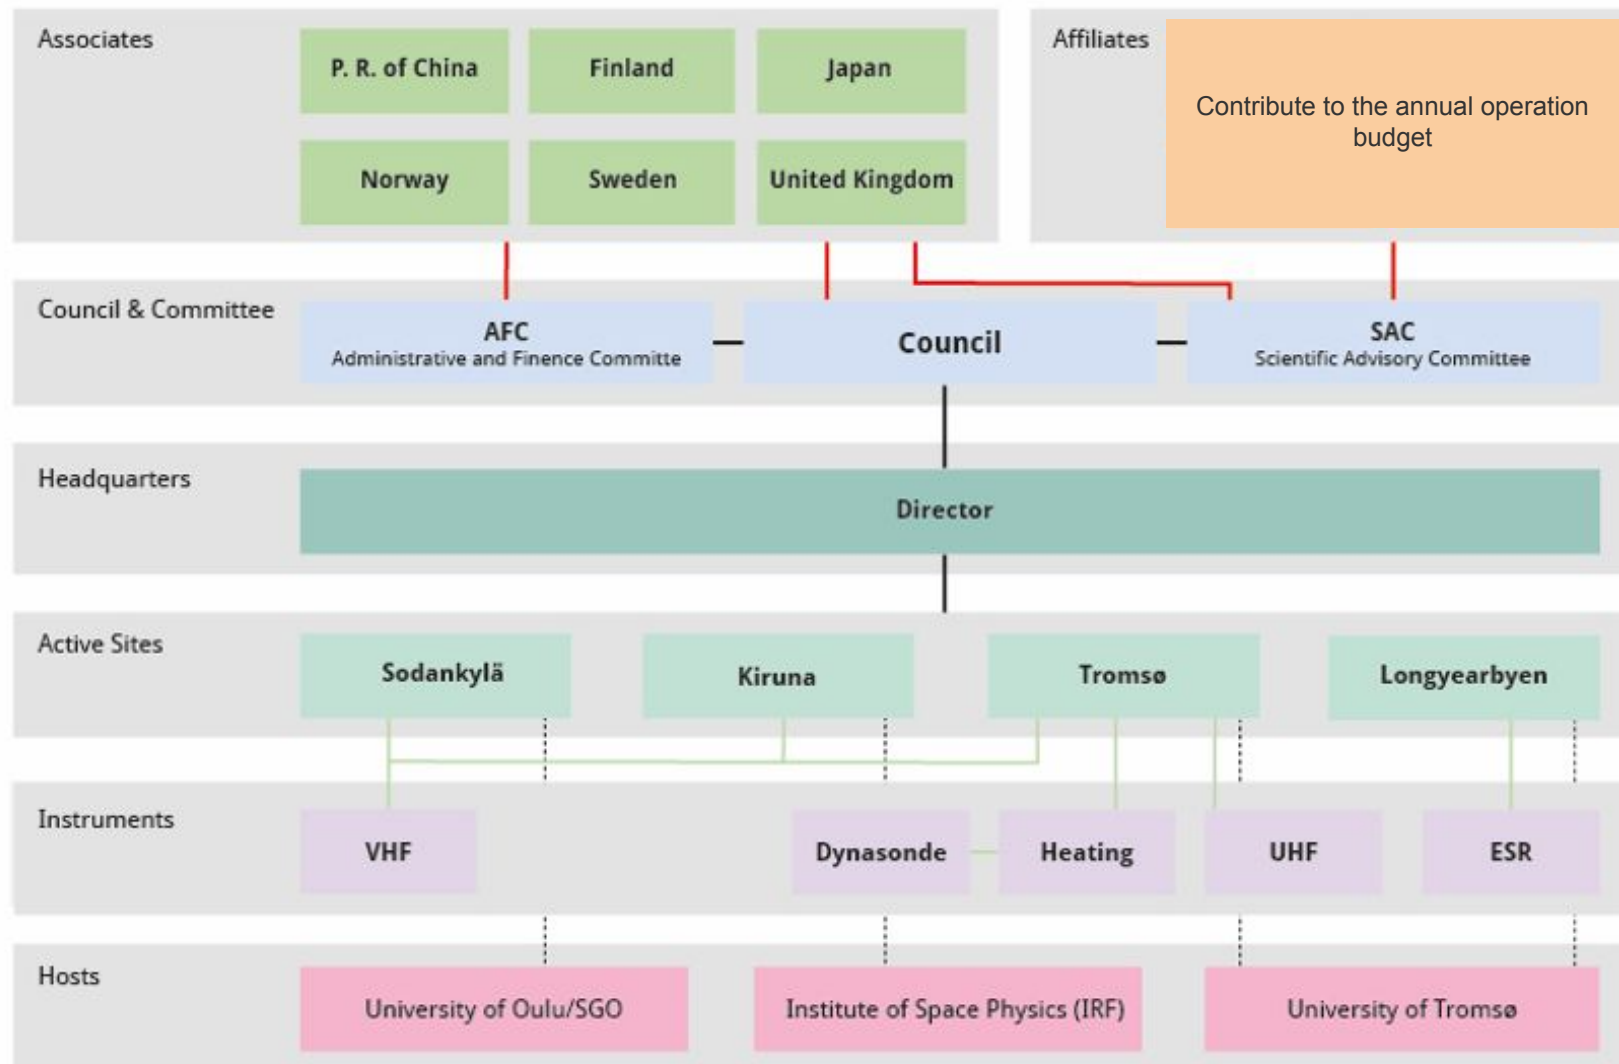 Associates
P. R. of China
Finland
Japan
Norway
Sweden
United Kingdom
Affiliates
Contribute to the annual operation
budget
Council & Committee
AFC
Administrative and Finence Committe
Council
SAC
Scientific Advisory Committee
Headquarters
Director
Active Sites
Sodankylä
Kiruna
Tromsø
Longyearbyen
Instruments
VHF
Dynasonde
Heating
UHF
ESR
Hosts
University of Oulu/SGO
Institute of Space Physics (IRF)
University of Tromsø